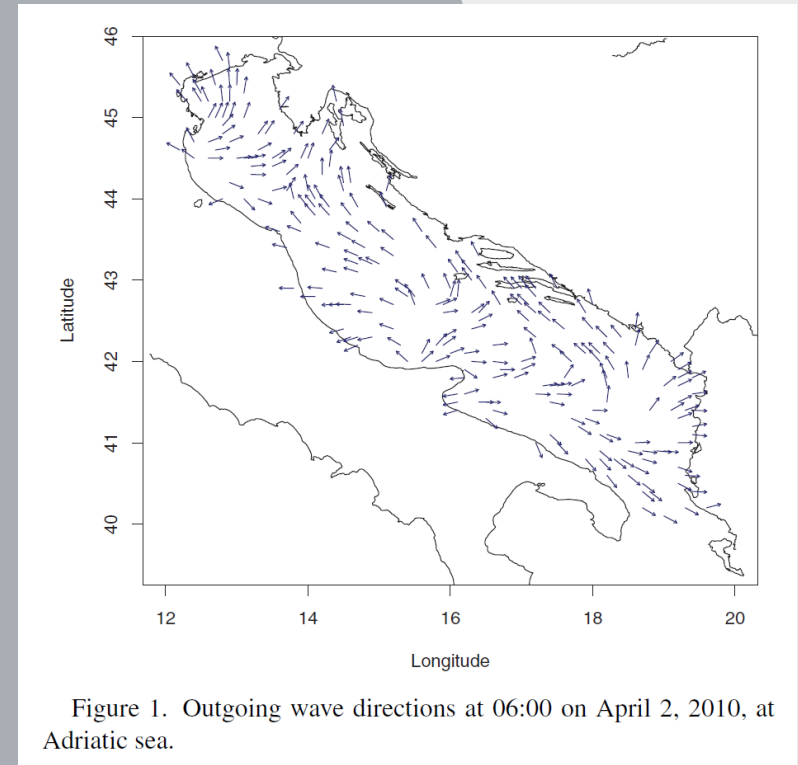 46
45
44
43
42
41
40
Latitude
12 14 16 18 20
Longitude
Figure 1. Outgoing wave directions at 06:00 on April 2, 2010, at
Adriatic sea.